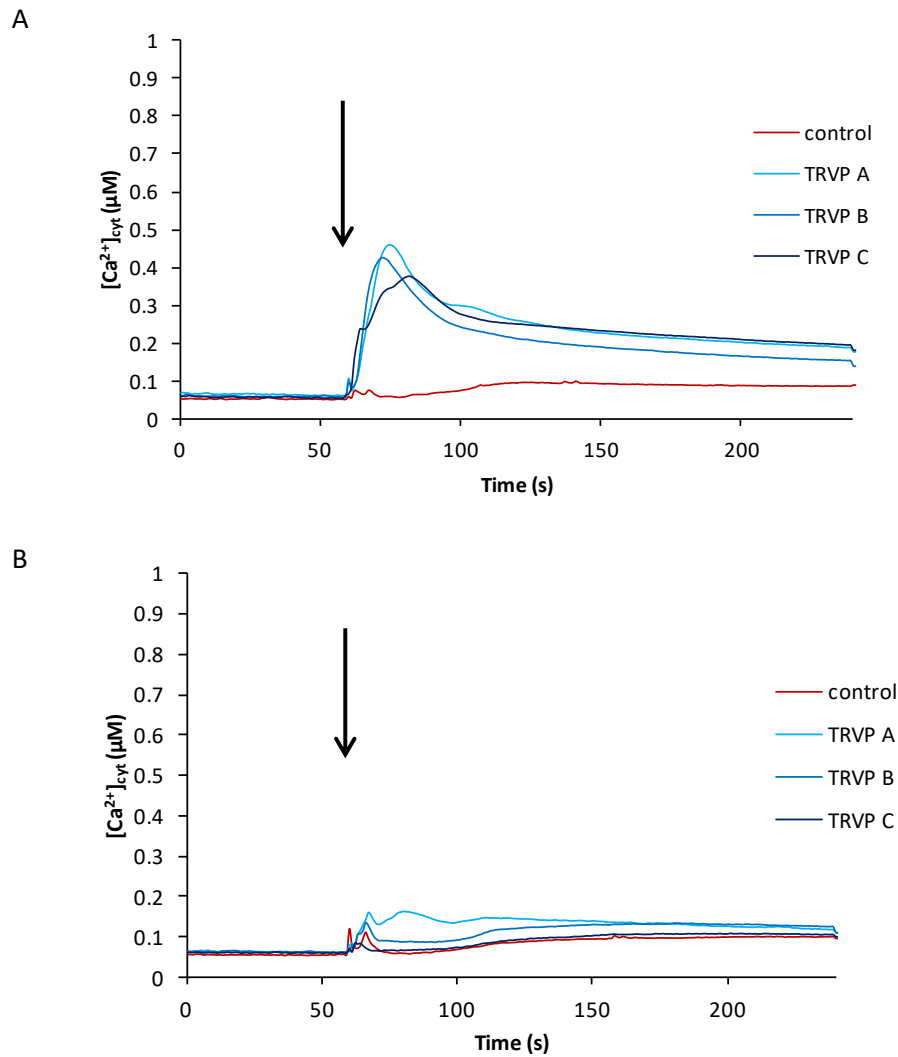 A
1
0.9
0.8
0.7
0.6
0.5
0.4
0.3
0.2
0.1
0
[Ca²⁺]cyt (µM)
0 50 100 150 200
Time (s)
control
TRVP A
TRVP B
TRVP C
B
1
0.9
0.8
0.7
0.6
0.5
0.4
0.3
0.2
0.1
0
[Ca²⁺]cyt (µM)
0 50 100 150 200
Time (s)
control
TRVP A
TRVP B
TRVP C